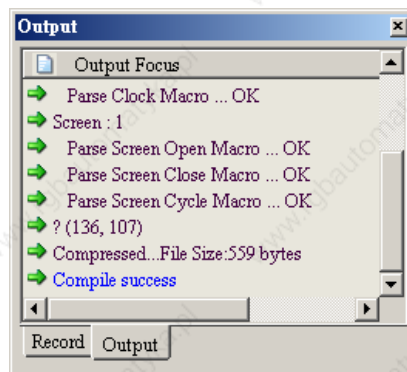 Output
Output Focus
Parse Clock Macro ... OK
Screen : 1
Parse Screen Open Macro ... OK
Parse Screen Close Macro ... OK
Parse Screen Cycle Macro ... OK
? (136, 107)
Compressed...File Size:559 bytes
Compile success
Record Output